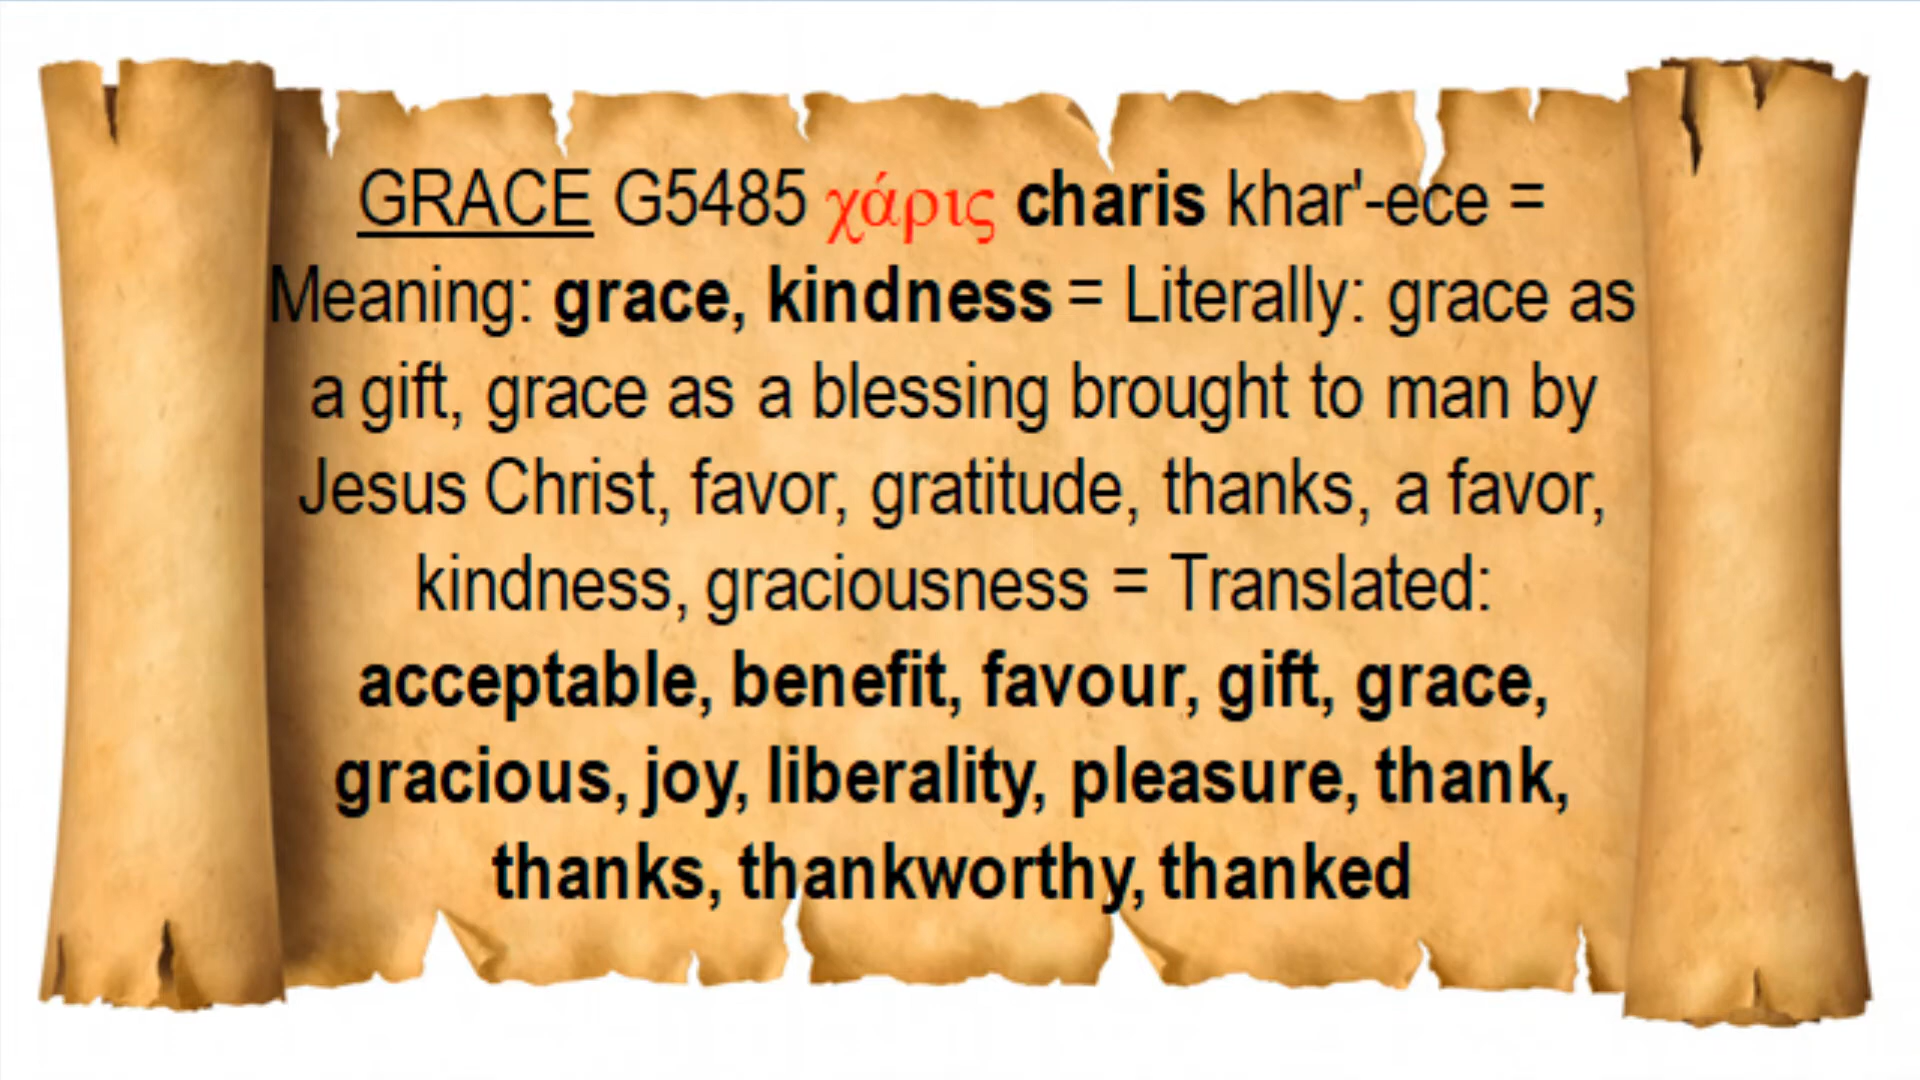 GRACE G5485 χάρις charis khar'-ece =
Meaning: grace, kindness = Literally: grace as
a gift, grace as a blessing brought to man by
Jesus Christ, favor, gratitude, thanks, a favor,
kindness, graciousness = Translated:
acceptable, benefit, favour, gift, grace,
gracious, joy, liberality, pleasure, thank,
thanks, thankworthy, thanked